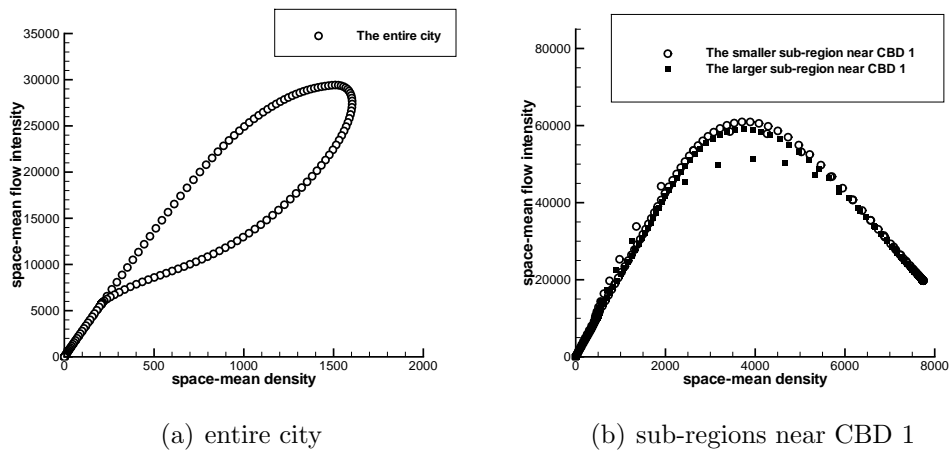 The entire city
35000
30000
25000
20000
15000
10000
5000
0
0 500 1000 1500 2000
space-mean flow intensity
space-mean density
(a) entire city
The smaller sub-region near CBD 1
The larger sub-region near CBD 1
80000
60000
40000
20000
0
0 2000 4000 6000 8000
space-mean flow intensity
space-mean density
(b) sub-regions near CBD 1